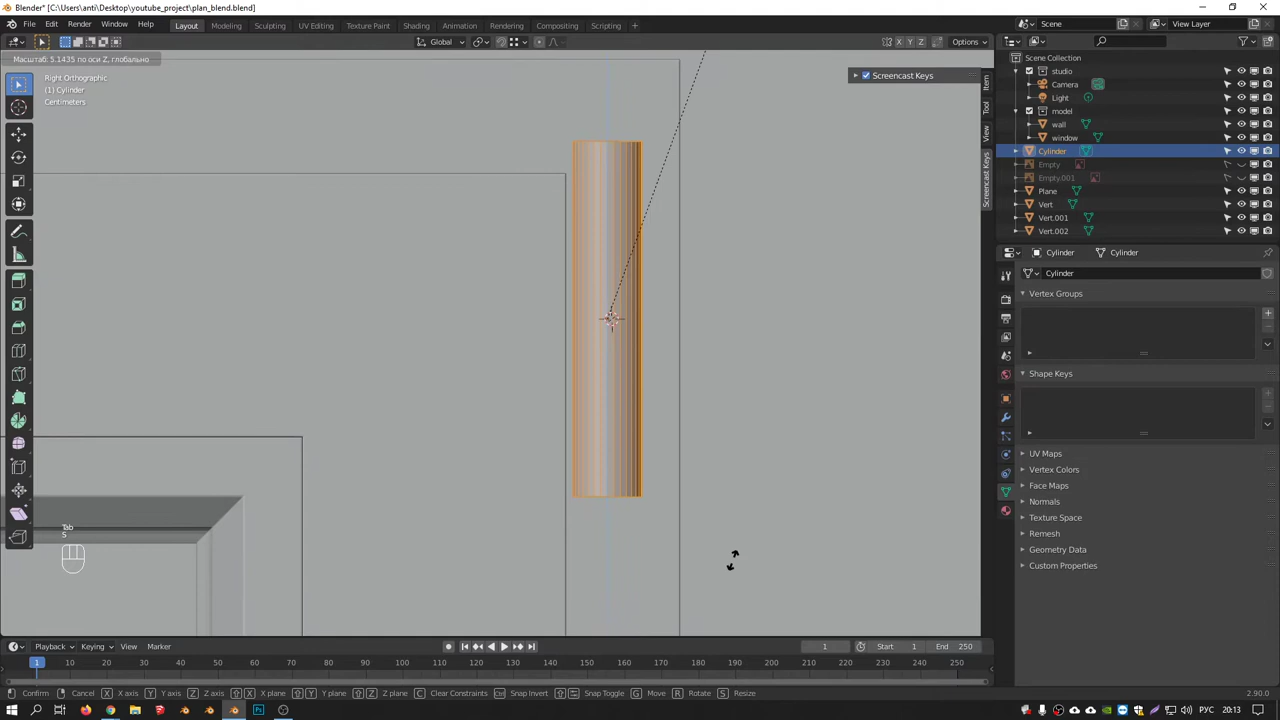 Blender* [C:\Users\anti\Desktop\youtube_project\plan_blend.blend]
File Edit Render Window Help Layout Modeling Sculpting UV Editing Texture Paint Shading Animation Rendering Compositing Scripting + Scene View Layer
Global Options
Масштаб: 5.1435 по оси Z, глобально
Right Orthographic
(1) Cylinder
Centimeters
Screencast Keys
Item
Tool
View
Screencast Keys
Scene Collection
studio
Camera
Light
model
wall
window
Cylinder
Empty
Empty.001
Plane
Vert
Vert.001
Vert.002
Cylinder Cylinder
Cylinder
Vertex Groups
Shape Keys
UV Maps
Vertex Colors
Face Maps
Normals
Texture Space
Remesh
Geometry Data
Custom Properties
Tab
S
Playback Keying View Marker 1 Start 1 End 250
1 10 20 30 40 50 60 70 80 90 100 110 120 130 140 150 160 170 180 190 200 210 220 230 240 250
Confirm Cancel X X axis Y Y axis Z Z axis X X plane Y Y plane Z Z plane C Clear Constraints Snap Invert Snap Toggle G Move R Rotate S Resize 2.90.0
РУС 20:13